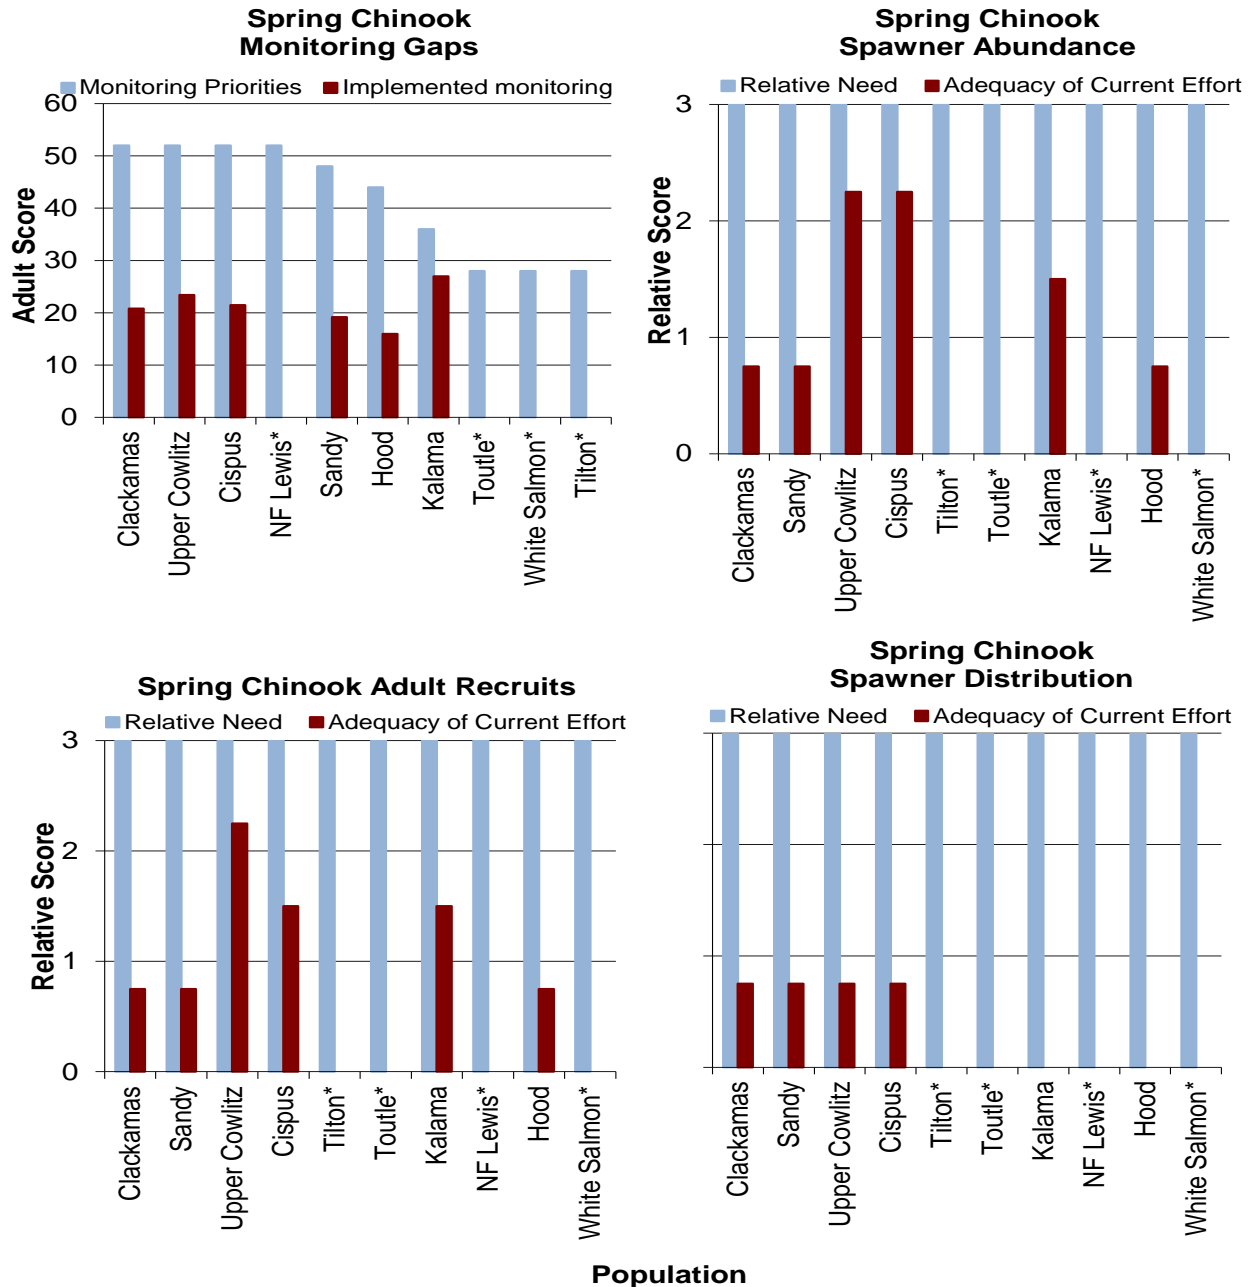 Spring Chinook
Monitoring Gaps
Monitoring Priorities Implemented monitoring
Adult Score
60
50
40
30
20
10
0
Clackamas
Upper Cowlitz
Cispus
NF Lewis*
Sandy
Hood
Kalama
Toutle*
White Salmon*
Tilton*
Spring Chinook
Spawner Abundance
Relative Need Adequacy of Current Effort
Relative Score
3
2
1
0
Clackamas
Sandy
Upper Cowlitz
Cispus
Tilton*
Toutle*
Kalama
NF Lewis*
Hood
White Salmon*
Spring Chinook Adult Recruits
Relative Need Adequacy of Current Effort
Relative Score
3
2
1
0
Clackamas
Sandy
Upper Cowlitz
Cispus
Tilton*
Toutle*
Kalama
NF Lewis*
Hood
White Salmon*
Spring Chinook
Spawner Distribution
Relative Need Adequacy of Current Effort
Clackamas
Sandy
Upper Cowlitz
Cispus
Tilton*
Toutle*
Kalama
NF Lewis*
Hood
White Salmon*
Population